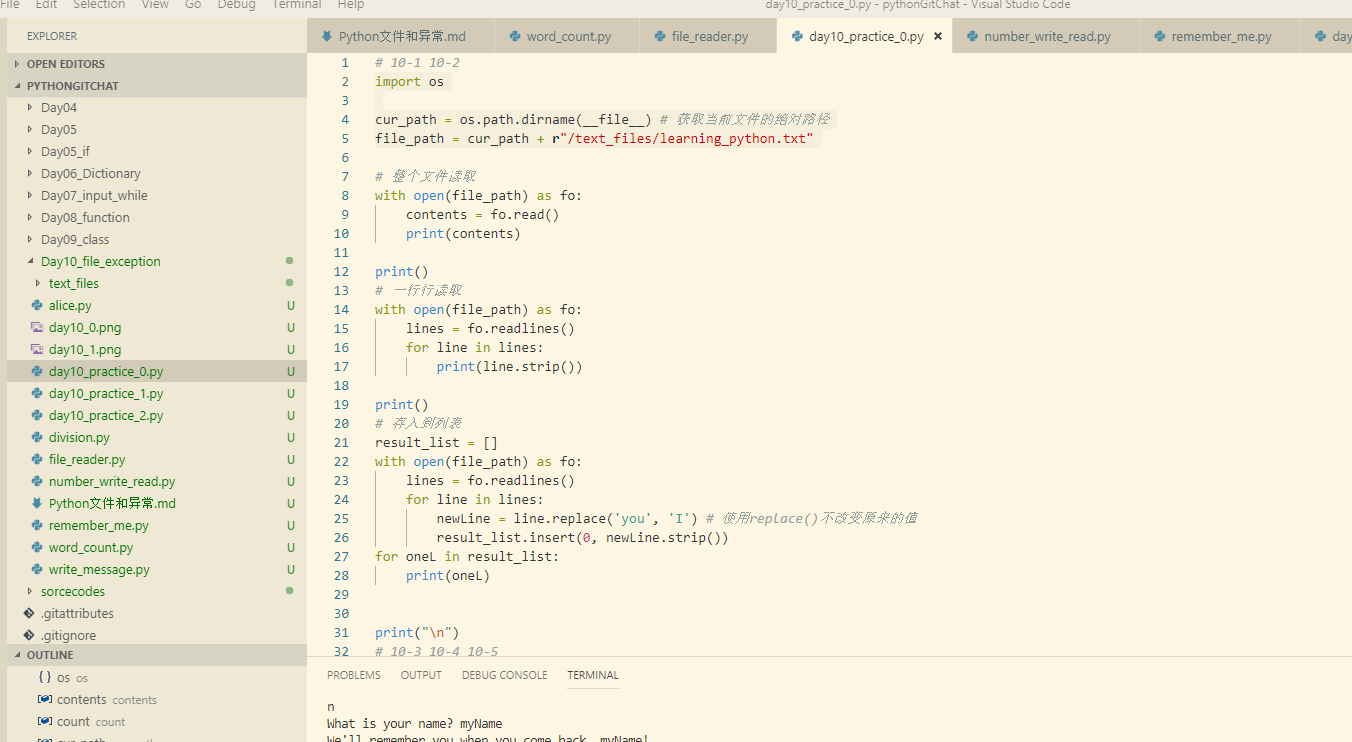 File Edit Selection View Go Debug Terminal Help
day10_practice_0.py - pythonGitChat - Visual Studio Code
EXPLORER
Python文件和异常.md
word_count.py
file_reader.py
day10_practice_0.py
number_write_read.py
remember_me.py
day
OPEN EDITORS
PYTHONGITCHAT
Day04
Day05
Day05_if
Day06_Dictionary
Day07_input_while
Day08_function
Day09_class
Day10_file_exception
text_files
alice.py U
day10_0.png U
day10_1.png U
day10_practice_0.py U
day10_practice_1.py U
day10_practice_2.py U
division.py U
file_reader.py U
number_write_read.py U
Python文件和异常.md U
remember_me.py U
word_count.py U
write_message.py U
sorcecodes
.gitattributes
.gitignore
OUTLINE
{ } os os
contents contents
count count
1 # 10-1 10-2
2 import os
3
4 cur_path = os.path.dirname(__file__) # 获取当前文件的绝对路径
5 file_path = cur_path + r"/text_files/learning_python.txt"
6
7 # 整个文件读取
8 with open(file_path) as fo:
9     contents = fo.read()
10     print(contents)
11
12 print()
13 # 一行行读取
14 with open(file_path) as fo:
15     lines = fo.readlines()
16     for line in lines:
17         print(line.strip())
18
19 print()
20 # 存入到列表
21 result_list = []
22 with open(file_path) as fo:
23     lines = fo.readlines()
24     for line in lines:
25         newLine = line.replace('you', 'I') # 使用replace()不改变原来的值
26         result_list.insert(0, newLine.strip())
27 for oneL in result_list:
28     print(oneL)
29
30
31 print("\n")
32 # 10-3 10-4 10-5
PROBLEMS OUTPUT DEBUG CONSOLE TERMINAL
n
What is your name? myName
We'll remember you when you come back, myName!